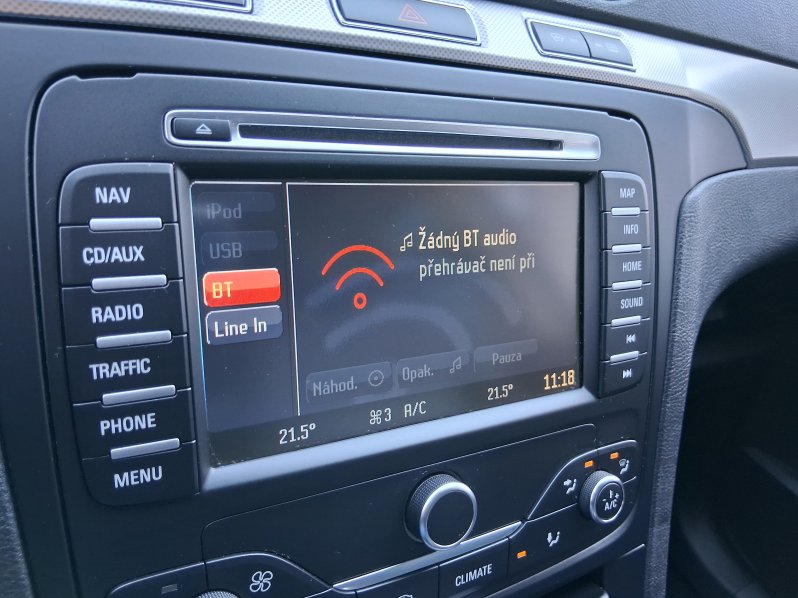 NAV
CD/AUX
RADIO
TRAFFIC
PHONE
MENU
iPod
USB
BT
Line In
Žádný BT audio
přehrávač není při
Náhod.
Opak.
Pauza
21.5°
3
A/C
21.5°
11:18
MAP
INFO
HOME
SOUND
A/C
CLIMATE